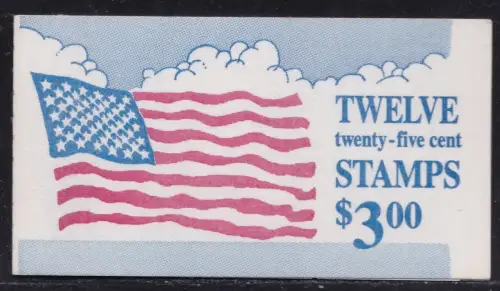 TWELVE
twenty-five cent
STAMPS
$3.00